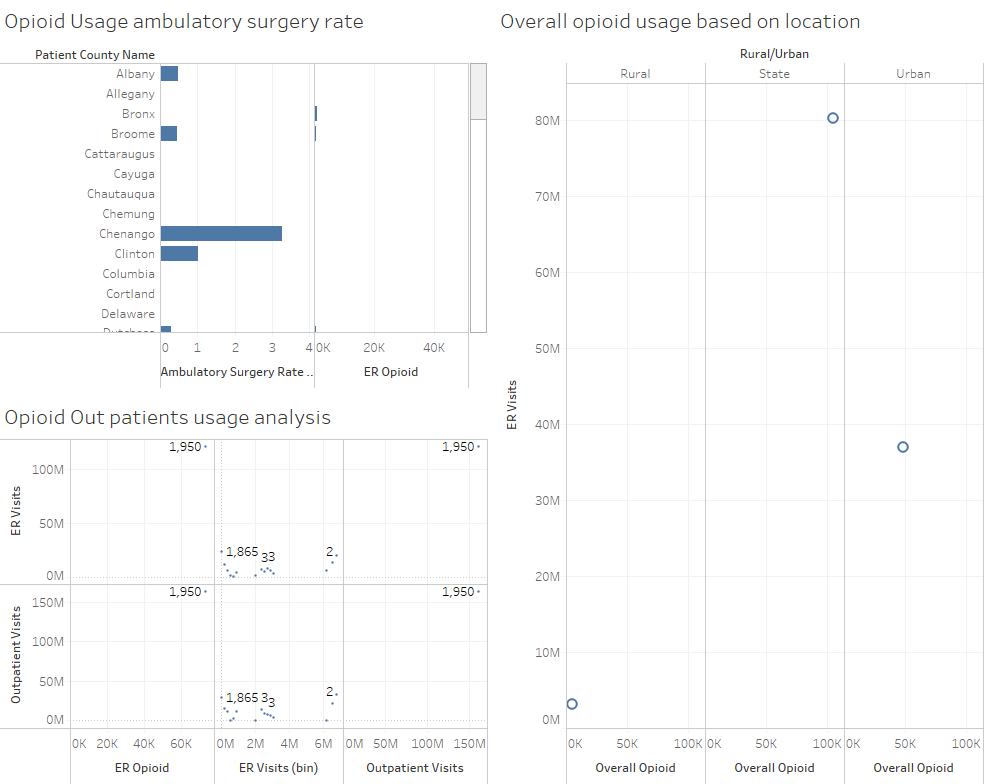 Opioid Usage ambulatory surgery rate
Patient County Name
Albany
Allegany
Bronx
Broome
Cattaraugus
Cayuga
Chautauqua
Chemung
Chenango
Clinton
Columbia
Cortland
Delaware
Dutchess
0 1 2 3 4 0K 20K 40K
Ambulatory Surgery Rate .. ER Opioid
Opioid Out patients usage analysis
1,950 1,950
100M
50M
0M
ER Visits
1,865 33 2
1,950 1,950
150M
100M
50M
0M
Outpatient Visits
1,865 3 3 2
0K 20K 40K 60K 0M 2M 4M 6M 0M 50M 100M 150M
ER Opioid ER Visits (bin) Outpatient Visits
Overall opioid usage based on location
Rural/Urban
Rural State Urban
80M
70M
60M
50M
40M
30M
20M
10M
0M
ER Visits
0K 50K 100K 0K 50K 100K 0K 50K 100K
Overall Opioid Overall Opioid Overall Opioid